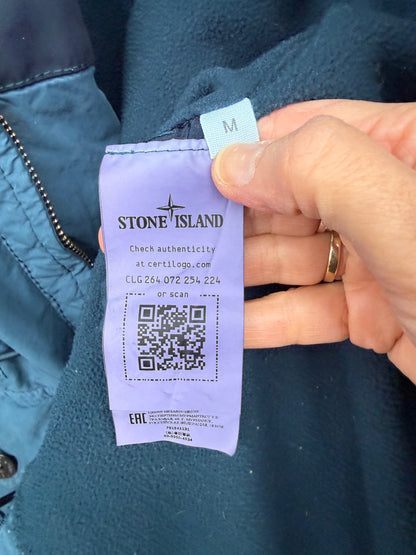 M
STONE ISLAND
Check authenticity
at certilogo.com
CLG 264 072 254 224
or scan
EAC